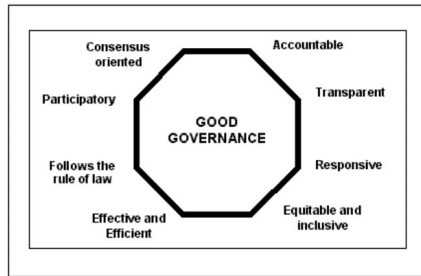 Consensus
oriented
Accountable
Participatory
Transparent
GOOD
GOVERNANCE
Follows the
rule of law
Responsive
Effective and
Efficient
Equitable and
inclusive